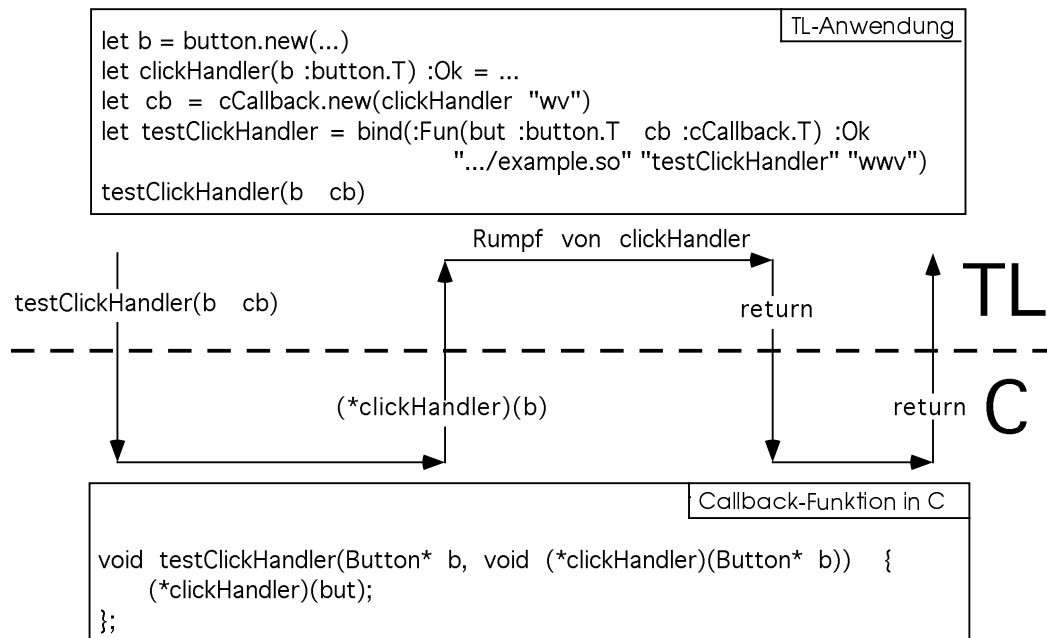 TL-Anwendung
let b = button.new(...)
let clickHandler(b :button.T) :Ok = ...
let cb = cCallback.new(clickHandler "wv")
let testClickHandler = bind(:Fun(but :button.T cb :cCallback.T) :Ok
".../example.so" "testClickHandler" "wwv")
testClickHandler(b cb)
Rumpf von clickHandler
testClickHandler(b cb)
return
TL
(*clickHandler)(b)
return
C
Callback-Funktion in C
void testClickHandler(Button* b, void (*clickHandler)(Button* b)) {
(*clickHandler)(but);
};